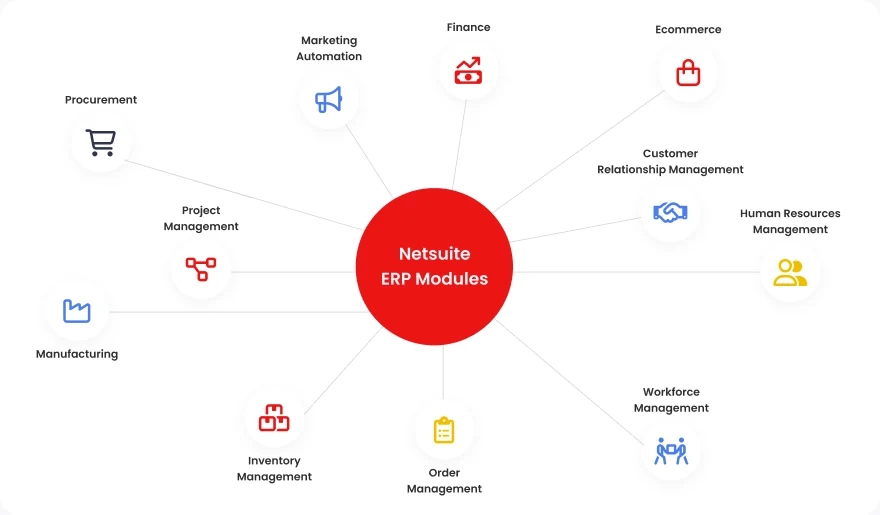 Finance
Ecommerce
Marketing
Automation
Procurement
Customer
Relationship Management
Project
Management
Human Resources
Management
Netsuite
ERP Modules
Manufacturing
Workforce
Management
Inventory
Management
Order
Management